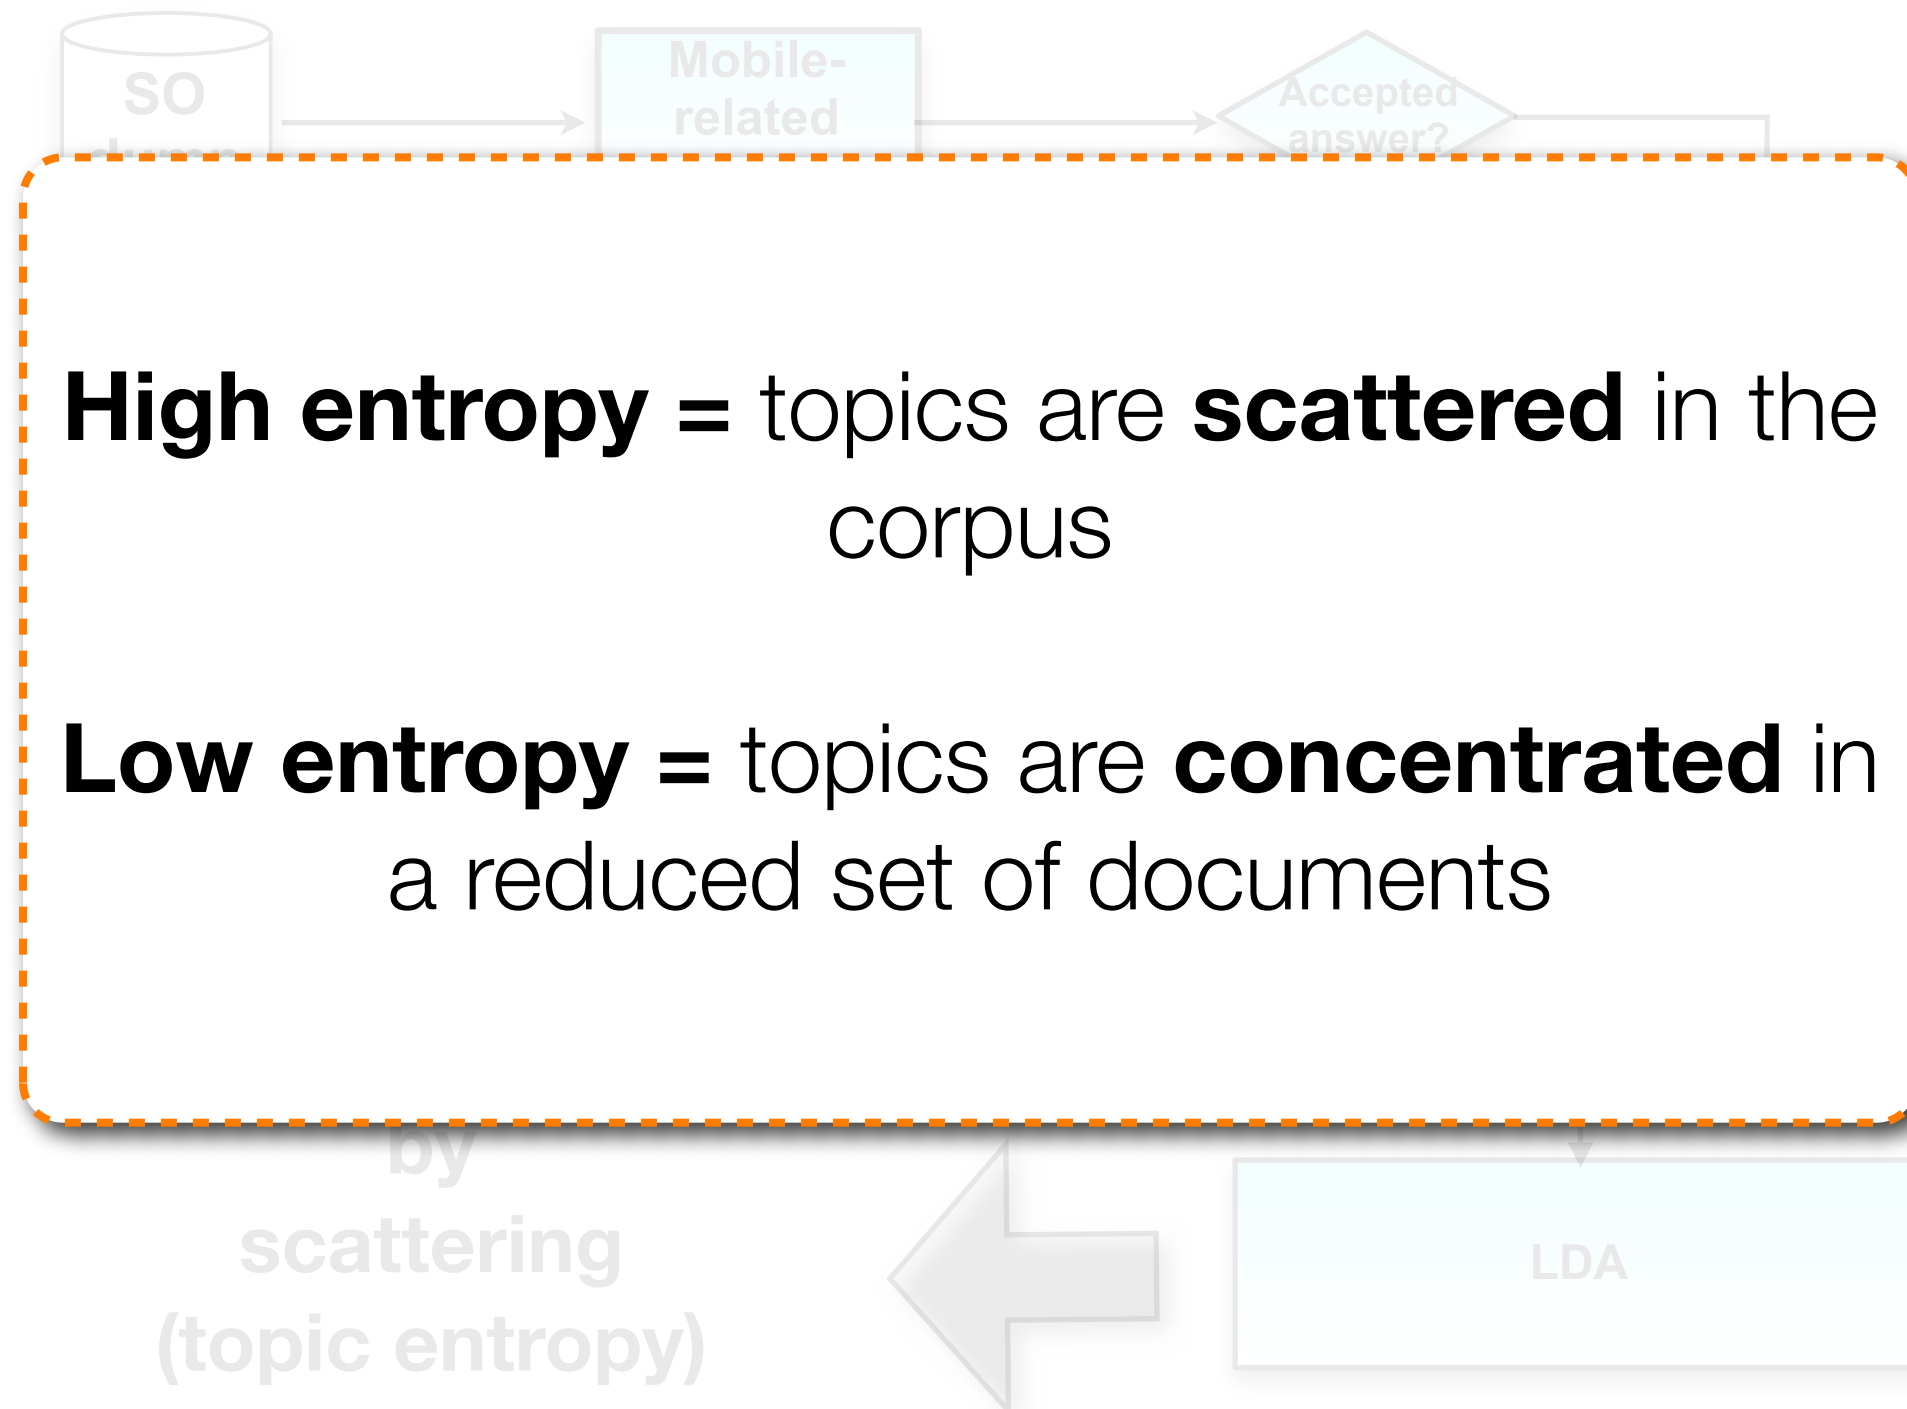 SO
dump
Mobile-
related
Accepted
answer?
High entropy = topics are scattered in the
corpus
Low entropy = topics are concentrated in
a reduced set of documents
by
scattering
(topic entropy)
LDA